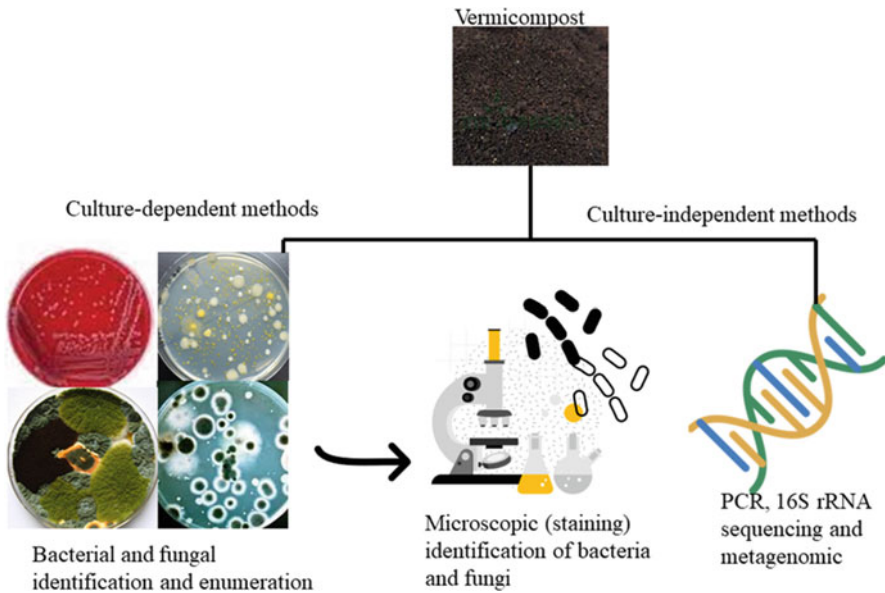 Vermicompost
Culture-dependent methods
Culture-independent methods
Bacterial and fungal
identification and enumeration
Microscopic (staining)
identification of bacteria
and fungi
PCR, 16S rRNA
sequencing and
metagenomic